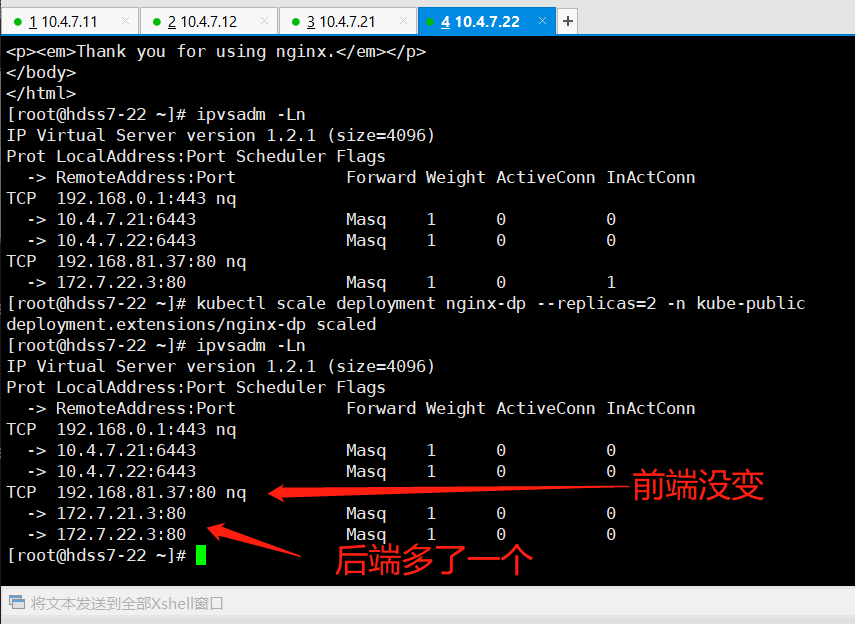 1 10.4.7.11 × 2 10.4.7.12 × 3 10.4.7.21 × 4 10.4.7.22 × +
<p><em>Thank you for using nginx.</em></p>
</body>
</html>
[root@hdss7-22 ~]# ipvsadm -Ln
IP Virtual Server version 1.2.1 (size=4096)
Prot LocalAddress:Port Scheduler Flags
  -> RemoteAddress:Port           Forward Weight ActiveConn InActConn
TCP  192.168.0.1:443 nq
  -> 10.4.7.21:6443               Masq    1      0          0
  -> 10.4.7.22:6443               Masq    1      0          0
TCP  192.168.81.37:80 nq
  -> 172.7.22.3:80                Masq    1      0          1
[root@hdss7-22 ~]# kubectl scale deployment nginx-dp --replicas=2 -n kube-public
deployment.extensions/nginx-dp scaled
[root@hdss7-22 ~]# ipvsadm -Ln
IP Virtual Server version 1.2.1 (size=4096)
Prot LocalAddress:Port Scheduler Flags
  -> RemoteAddress:Port           Forward Weight ActiveConn InActConn
TCP  192.168.0.1:443 nq
  -> 10.4.7.21:6443               Masq    1      0          0
  -> 10.4.7.22:6443               Masq    1      0          0
TCP  192.168.81.37:80 nq
前端没变
  -> 172.7.21.3:80                Masq    1      0          0
  -> 172.7.22.3:80                Masq    1      0          0
[root@hdss7-22 ~]#
后端多了一个
将文本发送到全部Xshell窗口